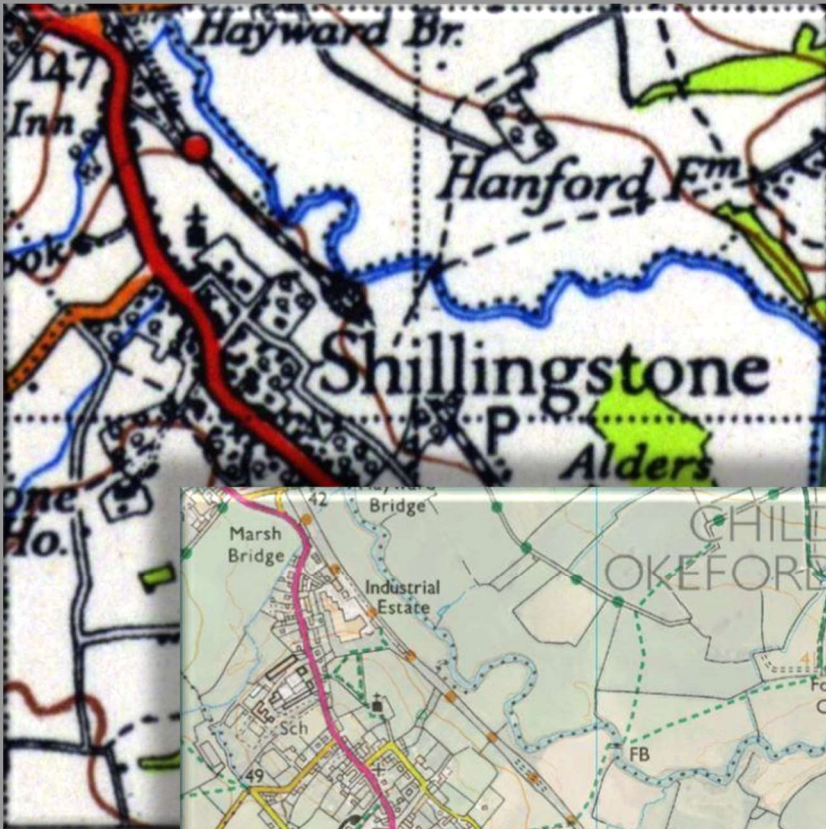 Hayward Br.
147
Inn
Hanford Fm
ook
Shillingstone
P
Alders
one
Ho.
42
Bridge
Marsh
Bridge
CHILD
OKEFORD
Industrial
Estate
41
Sch
FB
49